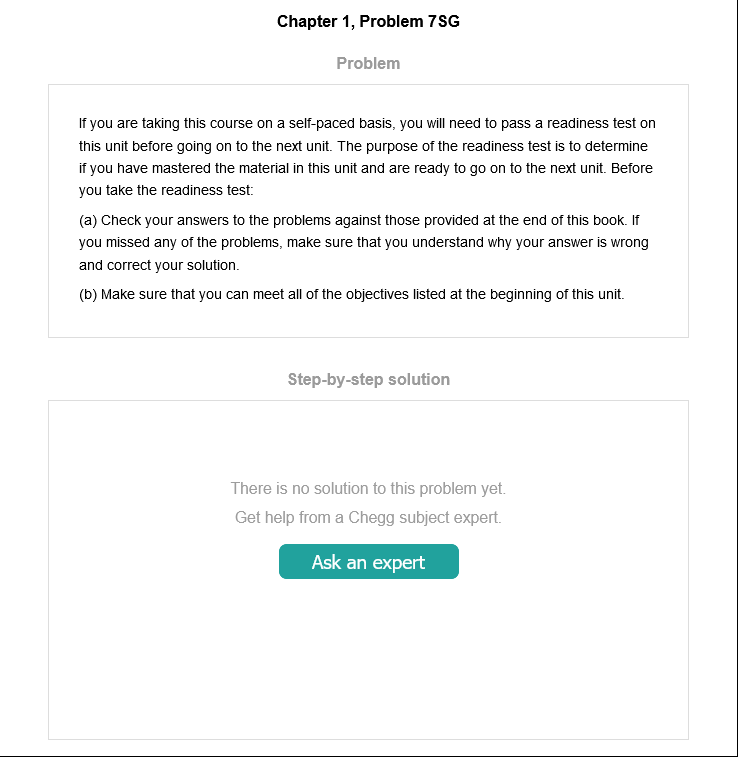 Chapter 1, Problem 7SG
Problem
If you are taking this course on a self-paced basis, you will need to pass a readiness test on
this unit before going on to the next unit. The purpose of the readiness test is to determine
if you have mastered the material in this unit and are ready to go on to the next unit. Before
you take the readiness test:
(a) Check your answers to the problems against those provided at the end of this book. If
you missed any of the problems, make sure that you understand why your answer is wrong
and correct your solution.
(b) Make sure that you can meet all of the objectives listed at the beginning of this unit.
Step-by-step solution
There is no solution to this problem yet.
Get help from a Chegg subject expert.
Ask an expert